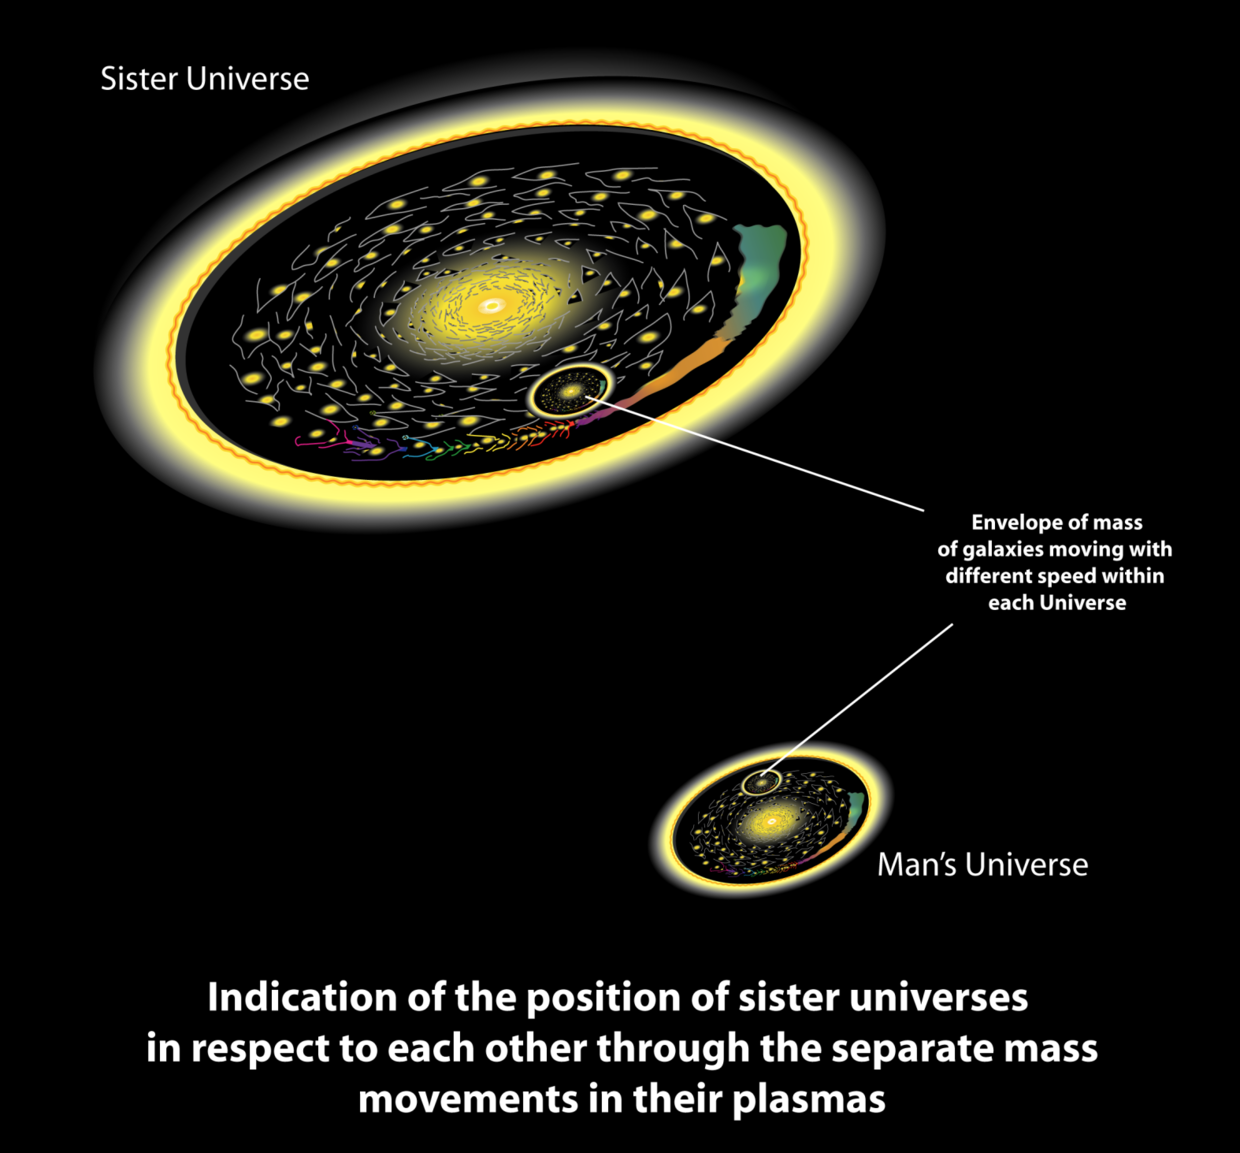 Sister Universe
Envelope of mass
of galaxies moving with
different speed within
each Universe
Man’s Universe
Indication of the position of sister universes
in respect to each other through the separate mass
movements in their plasmas